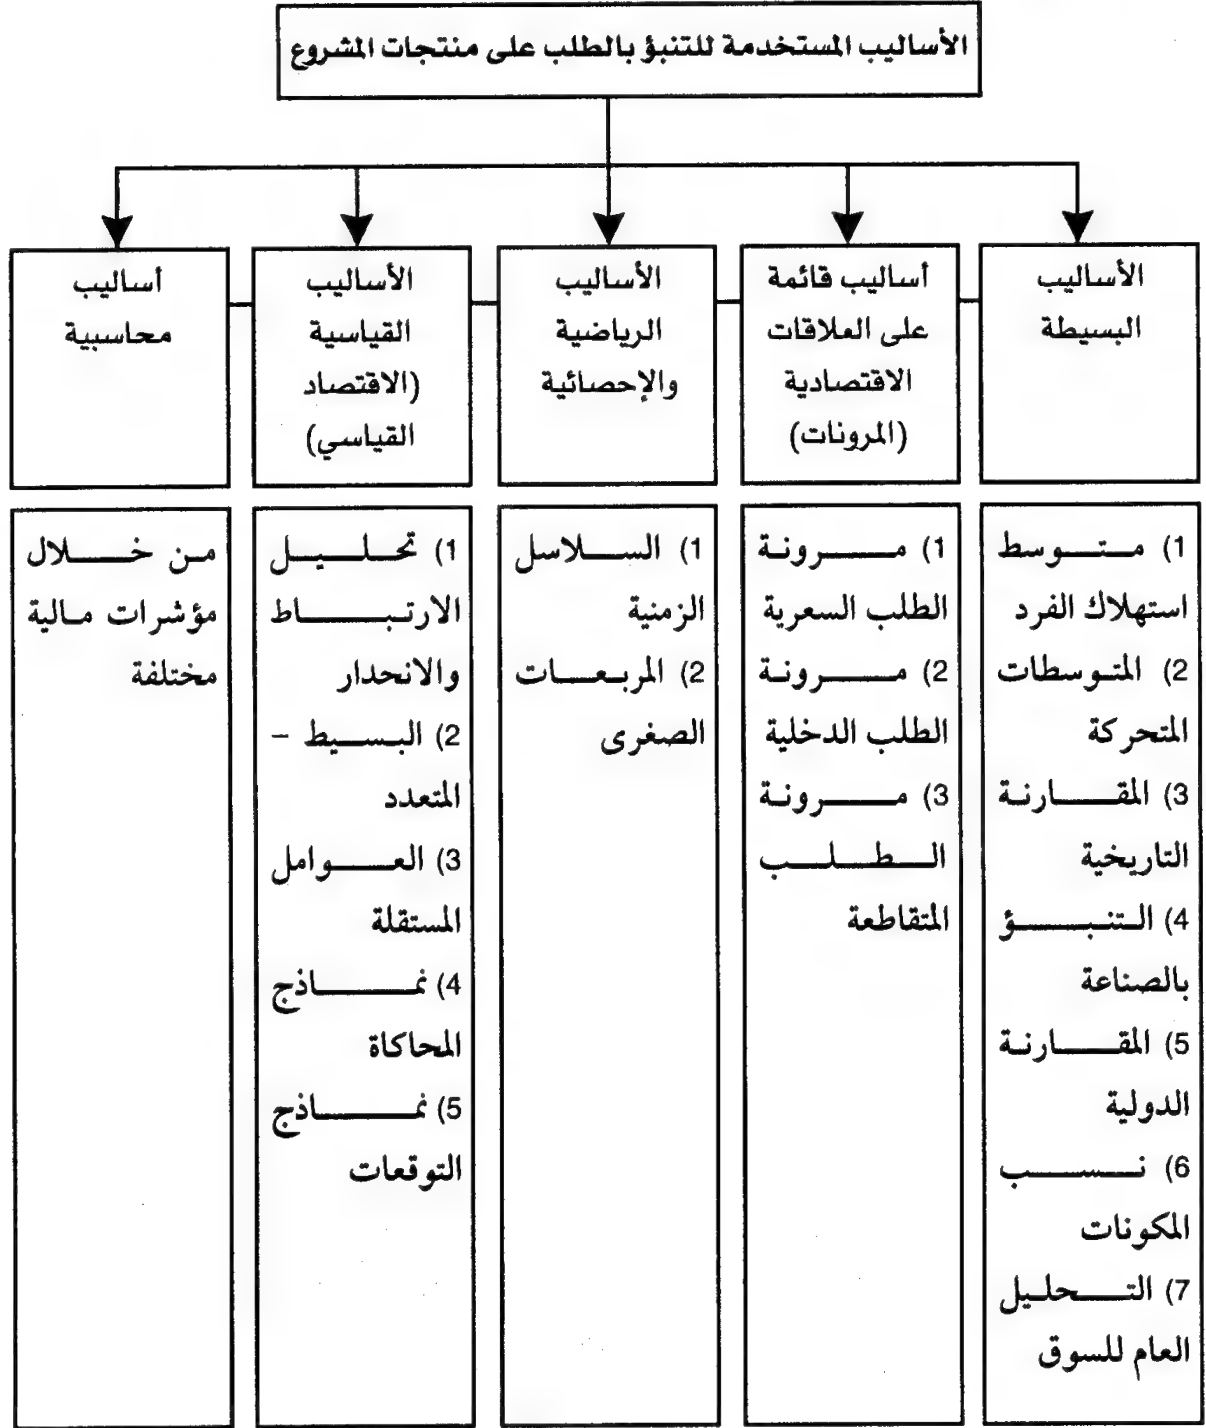 الأساليب المستخدمة للتنبؤ بالطلب على منتجات المشروع
الأساليب
البسيطة
أساليب قائمة
على العلاقات
الاقتصادية
(المرونات)
الأساليب
الرياضية
والإحصائية
الأساليب
القياسية
(الاقتصاد
القياسي)
أساليب
محاسبية
1) متوسط
استهلاك الفرد
2) المتوسطات
المتحركة
3) المقارنة
التاريخية
4) التنبؤ
بالصناعة
5) المقارنة
الدولية
6) نسب
المكونات
7) التحليل
العام للسوق
1) مرونة
الطلب السعرية
2) مرونة
الطلب الدخلية
3) مرونة
الطلب
المتقاطعة
1) السلاسل
الزمنية
2) المربعات
الصغرى
1) تحليل
الارتباط
والانحدار
2) البسيط –
المتعدد
3) العوامل
المستقلة
4) نماذج
المحاكاة
5) نماذج
التوقعات
من خلال
مؤشرات مالية
مختلفة